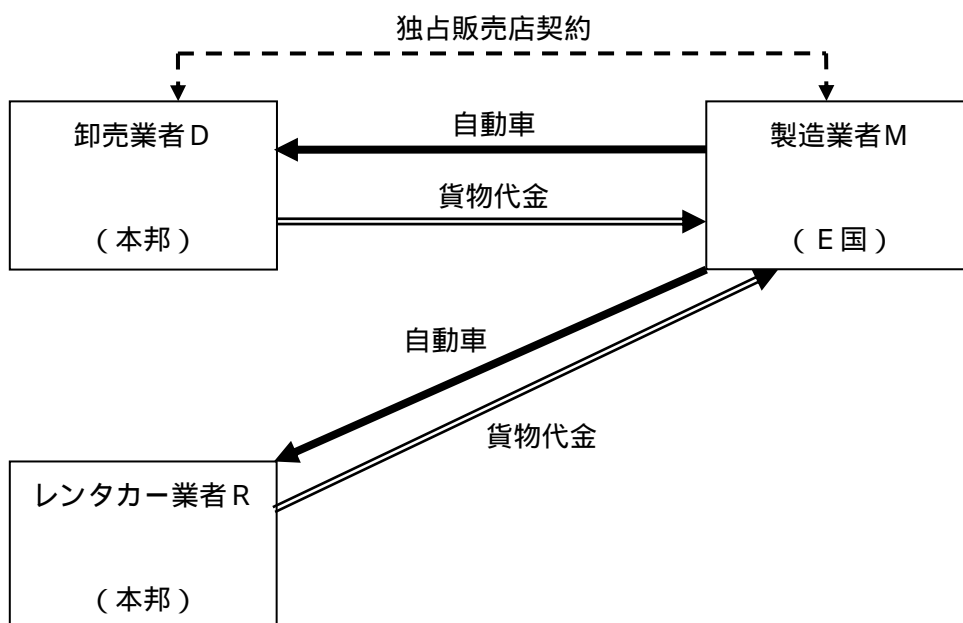 独占販売店契約
卸売業者D
(本邦)
自動車
貨物代金
製造業者M
(E国)
自動車
貨物代金
レンタカー業者R
(本邦)